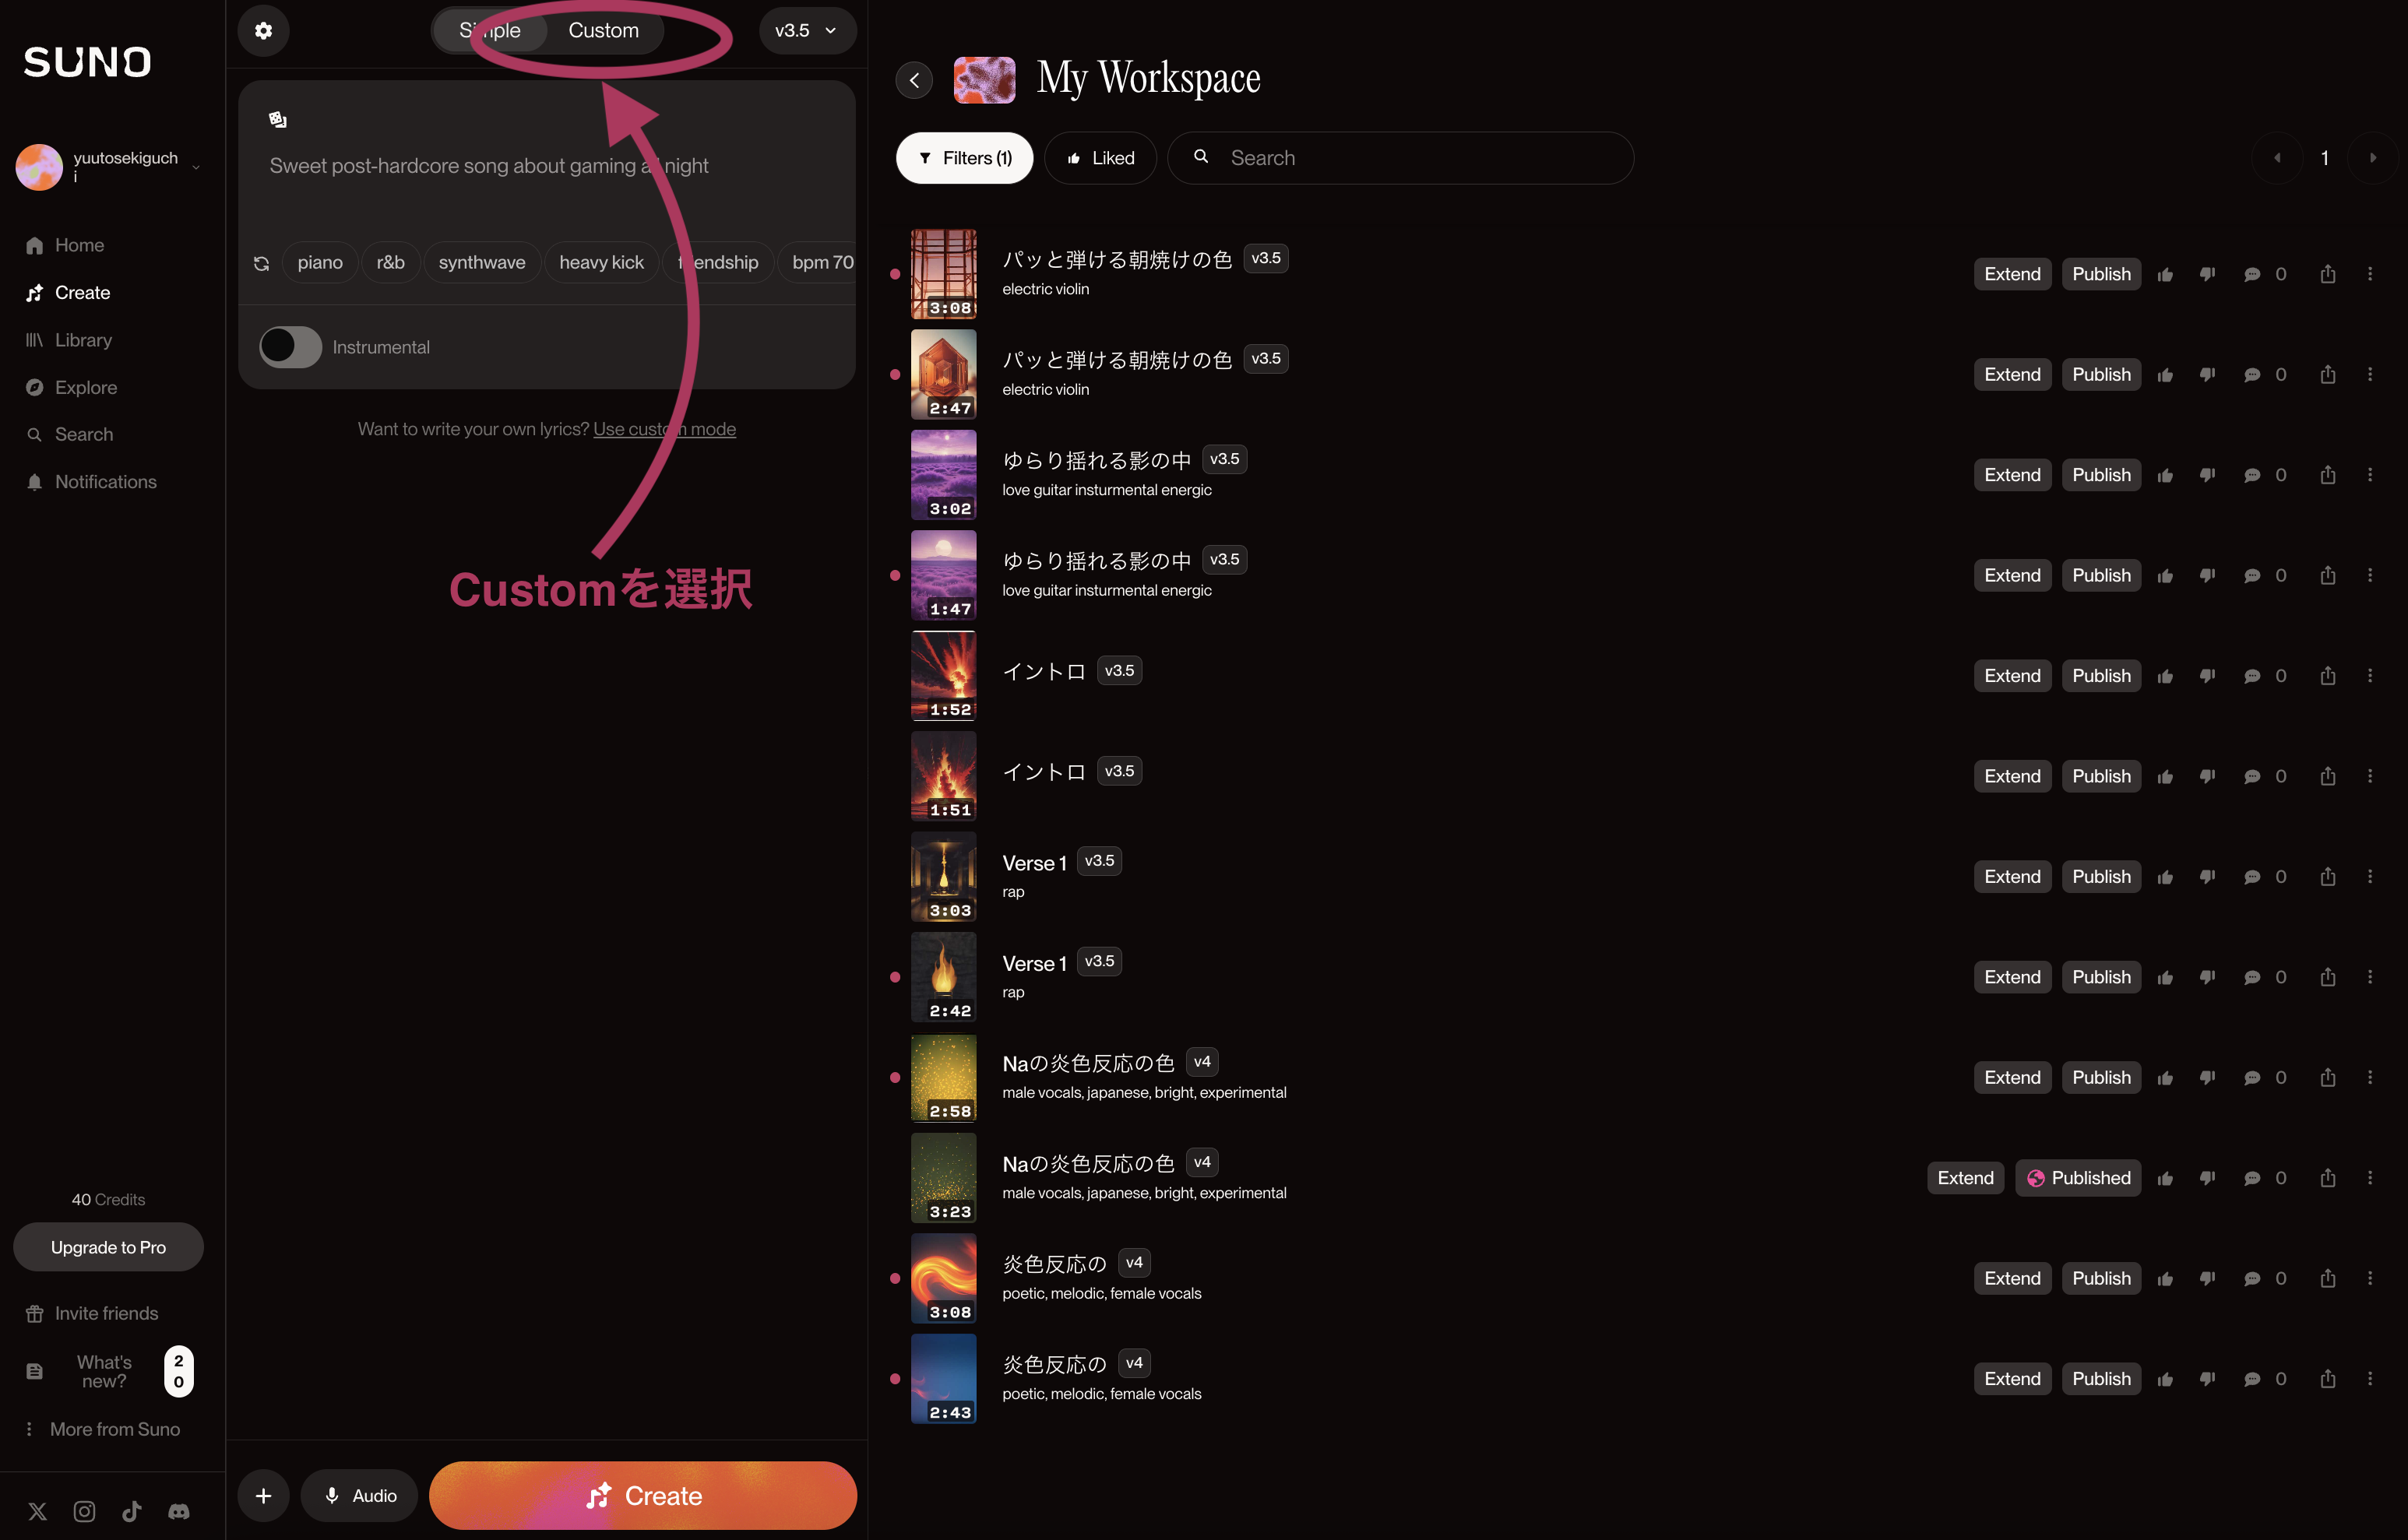 SUNO
yuutosekiguch
i
Home
Create
Library
Explore
Search
Notifications
40 Credits
Upgrade to Pro
Invite friends
What's
new?
2
0
More from Suno
Simple
Custom
v3.5
Sweet post-hardcore song about gaming at night
piano
r&b
synthwave
heavy kick
friendship
bpm 70
Instrumental
Want to write your own lyrics? Use custom mode
Customを選択
+
Audio
Create
My Workspace
Filters (1)
Liked
Search
1
パッと弾ける朝焼けの色 v3.5
electric violin
3:08
Extend Publish 0
パッと弾ける朝焼けの色 v3.5
electric violin
2:47
Extend Publish 0
ゆらり揺れる影の中 v3.5
love guitar insturmental energic
3:02
Extend Publish 0
ゆらり揺れる影の中 v3.5
love guitar insturmental energic
1:47
Extend Publish 0
イントロ v3.5
1:52
Extend Publish 0
イントロ v3.5
1:51
Extend Publish 0
Verse 1 v3.5
rap
3:03
Extend Publish 0
Verse 1 v3.5
rap
2:42
Extend Publish 0
Naの炎色反応の色 v4
male vocals, japanese, bright, experimental
2:58
Extend Publish 0
Naの炎色反応の色 v4
male vocals, japanese, bright, experimental
3:23
Extend Published 0
炎色反応の v4
poetic, melodic, female vocals
3:08
Extend Publish 0
炎色反応の v4
poetic, melodic, female vocals
2:43
Extend Publish 0